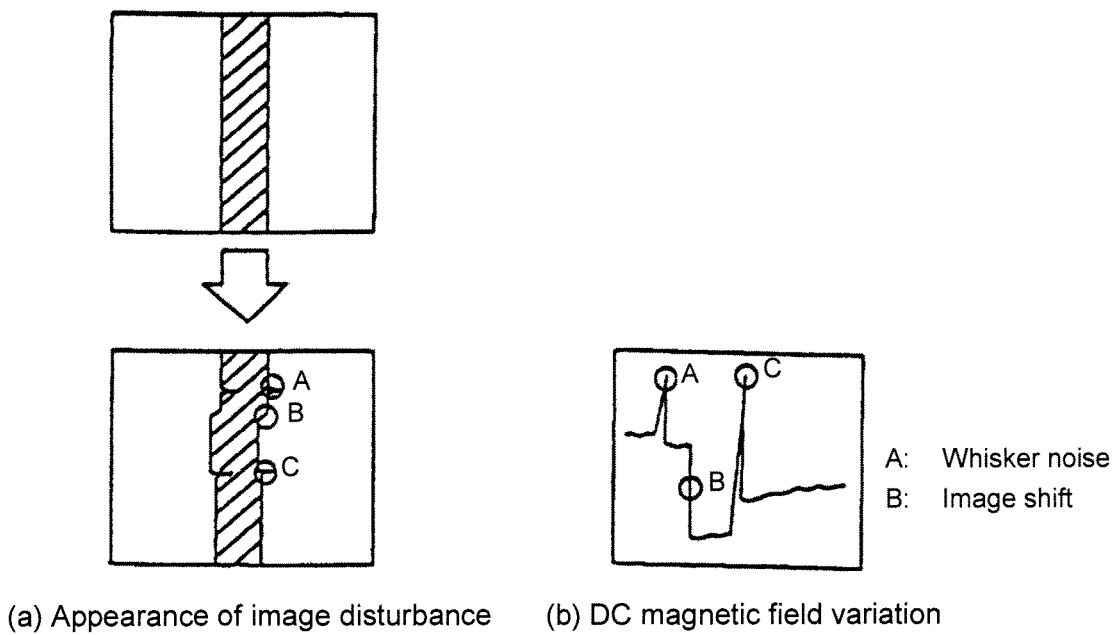 A
B
C
A
C
B
A: Whisker noise
B: Image shift
(a) Appearance of image disturbance
(b) DC magnetic field variation